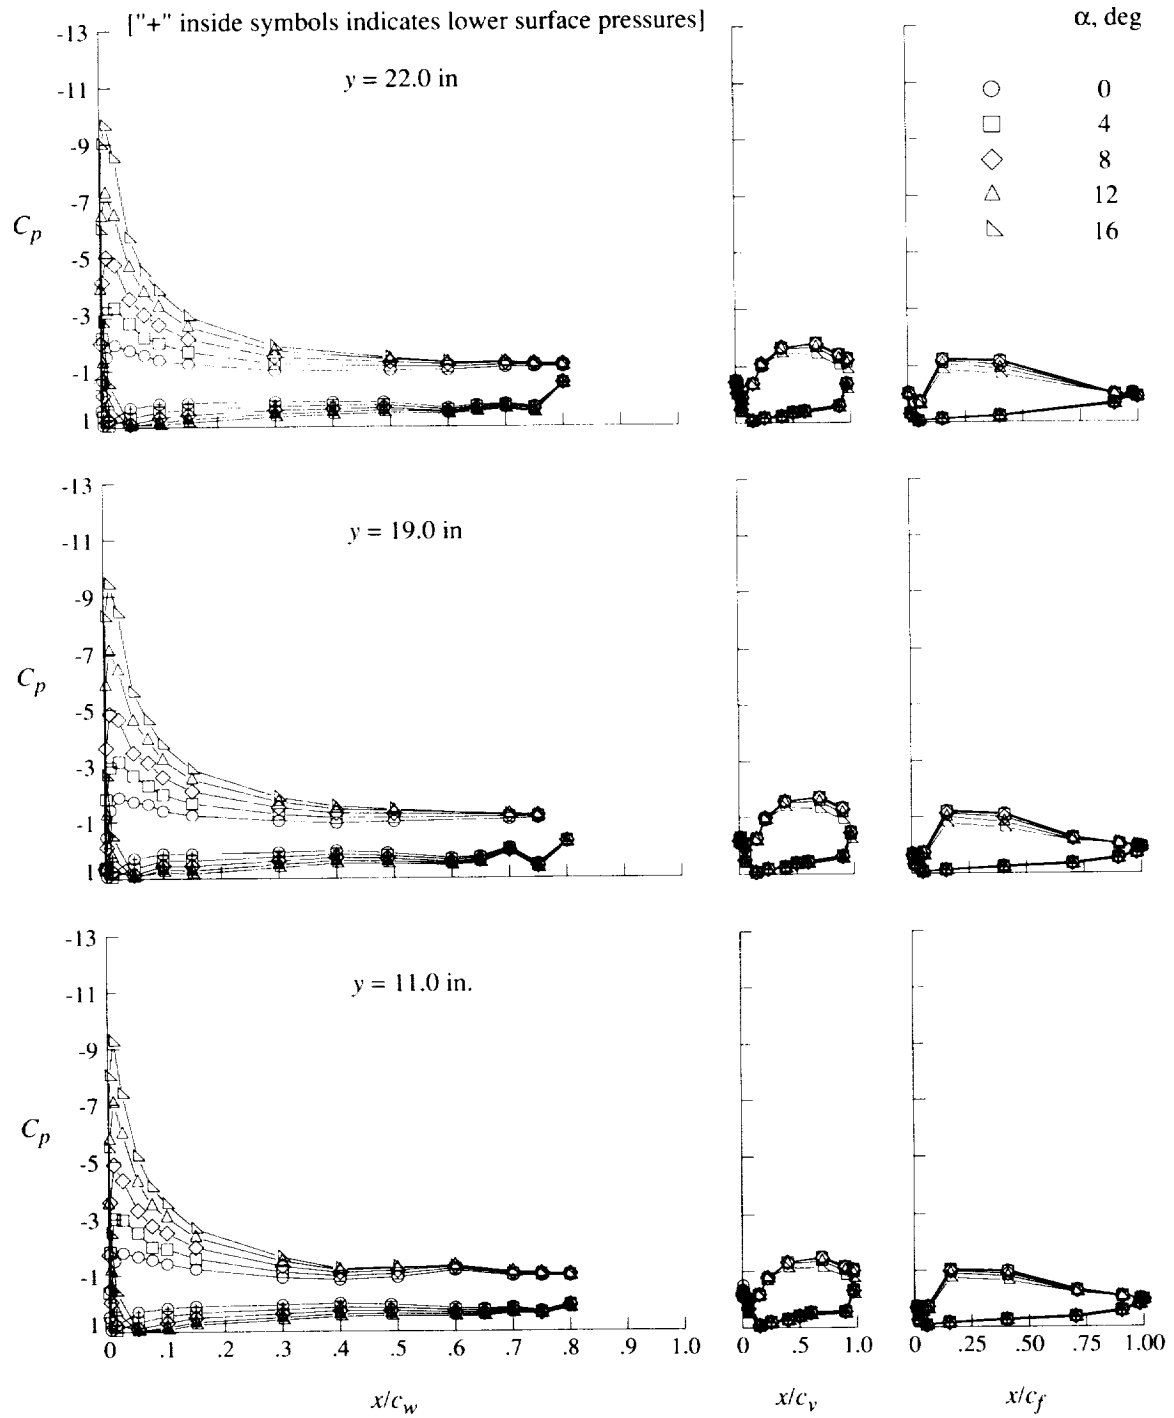 ["+" inside symbols indicates lower surface pressures]
α, deg
y = 22.0 in
0
4
8
12
16
-13
-11
-9
-7
-5
-3
-1
1
C_p
y = 19.0 in
-13
-11
-9
-7
-5
-3
-1
1
C_p
y = 11.0 in.
-13
-11
-9
-7
-5
-3
-1
1
C_p
0 .1 .2 .3 .4 .5 .6 .7 .8 .9 1.0
0 .5 1.0
0 .25 .50 .75 1.00
x/c_w
x/c_v
x/c_f